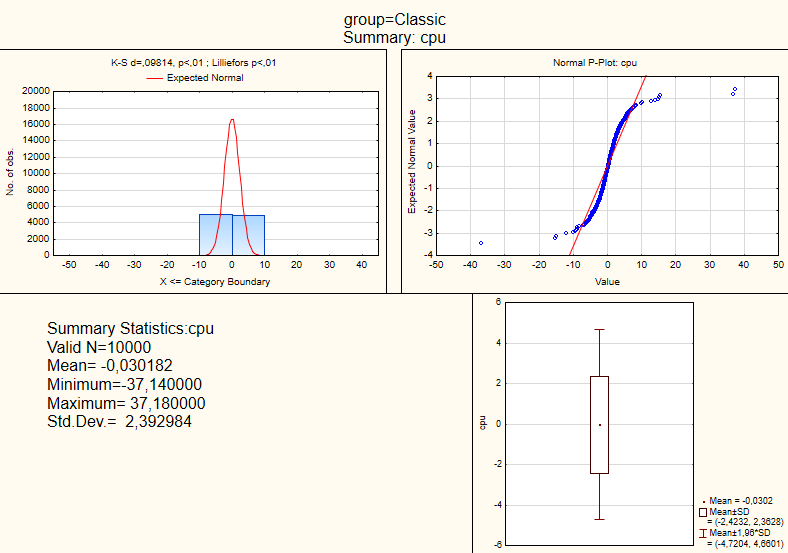 group=Classic
Summary: cpu
K-S d=,09814, p<,01 ; Lilliefors p<,01
Expected Normal
20000
18000
16000
14000
12000
10000
8000
6000
4000
2000
0
No. of obs.
-50 -40 -30 -20 -10 0 10 20 30 40
X <= Category Boundary
Normal P-Plot: cpu
4
3
2
1
0
-1
-2
-3
-4
Expected Normal Value
-50 -40 -30 -20 -10 0 10 20 30 40 50
Value
Summary Statistics:cpu
Valid N=10000
Mean= -0,030182
Minimum=-37,140000
Maximum= 37,180000
Std.Dev.= 2,392984
6
4
2
0
-2
-4
-6
cpu
Mean = -0,0302
Mean±SD
= (-2,4232, 2,3628)
Mean±1,96*SD
= (-4,7204, 4,6601)